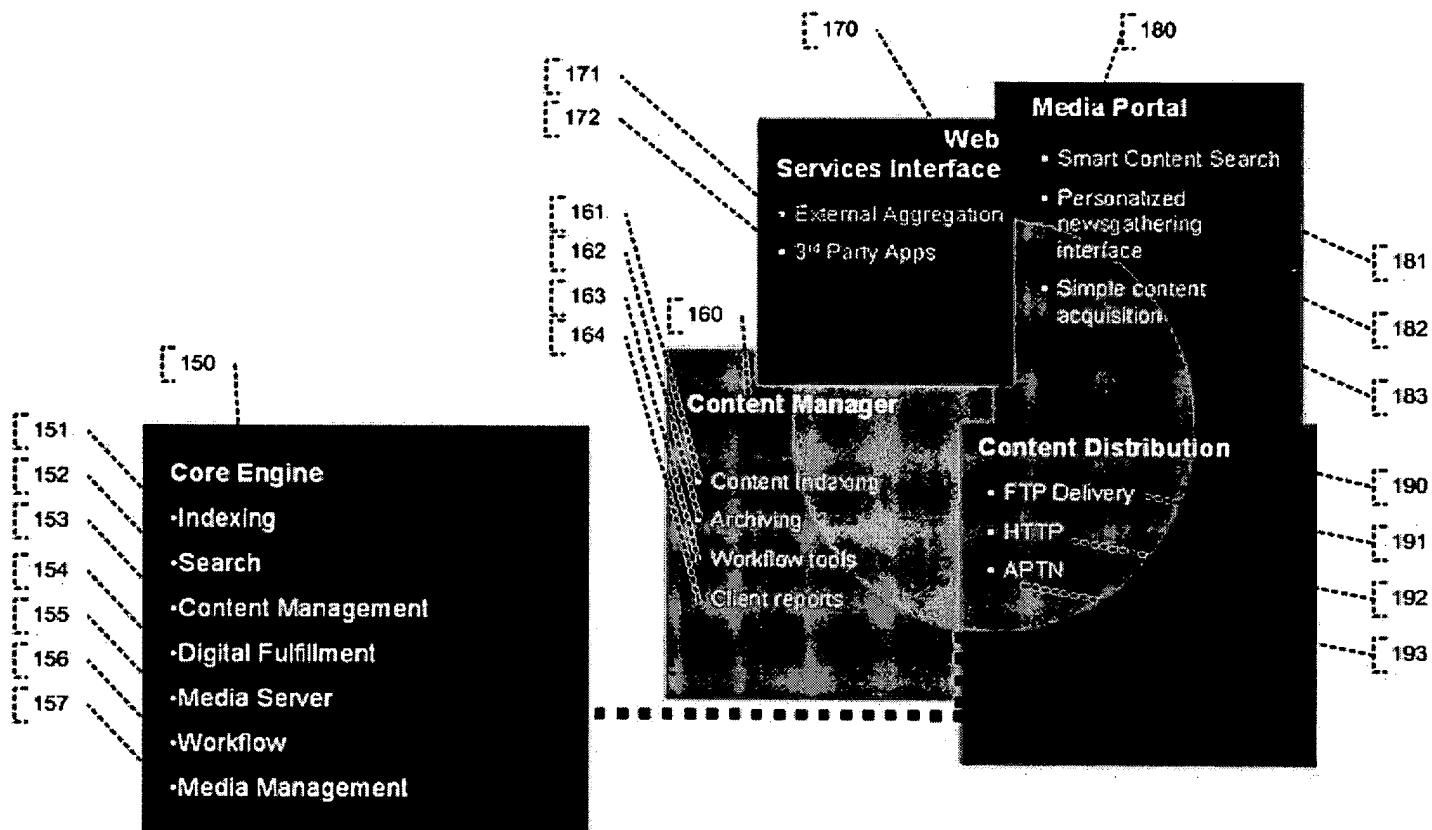 170
180
171
172
Media Portal
▪ Smart Content Search
▪ Personalized
newsgathering
interface
▪ Simple content
acquisition
Web
Services Interface
▪ External Aggregation
▪ 3rd Party Apps
161
162
163
164
160
181
182
183
150
Content Manager
▪ Content Indexing
▪ Archiving
▪ Workflow tools
▪ Client reports
Content Distribution
▪ FTP Delivery
▪ HTTP
▪ APTN
190
191
192
193
151
152
153
154
155
156
157
Core Engine
•Indexing
•Search
•Content Management
•Digital Fulfillment
•Media Server
•Workflow
•Media Management